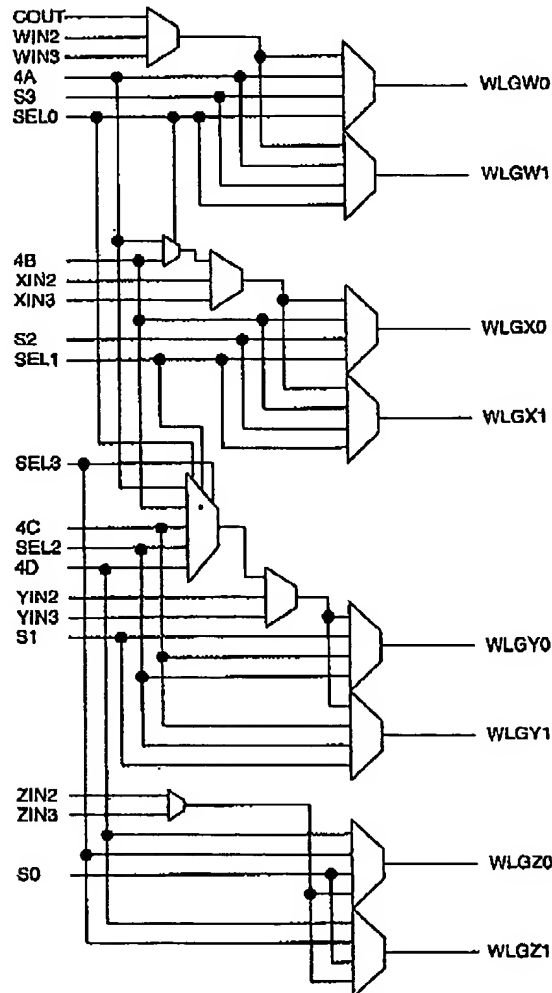 COUT
WIN2
WIN3
4A
S3
SEL0
WLGW0
WLGW1
4B
XIN2
XIN3
S2
SEL1
WLGX0
WLGX1
SEL3
4C
SEL2
4D
YIN2
YIN3
S1
WLGY0
WLGY1
ZIN2
ZIN3
S0
WLGZ0
WLGZ1